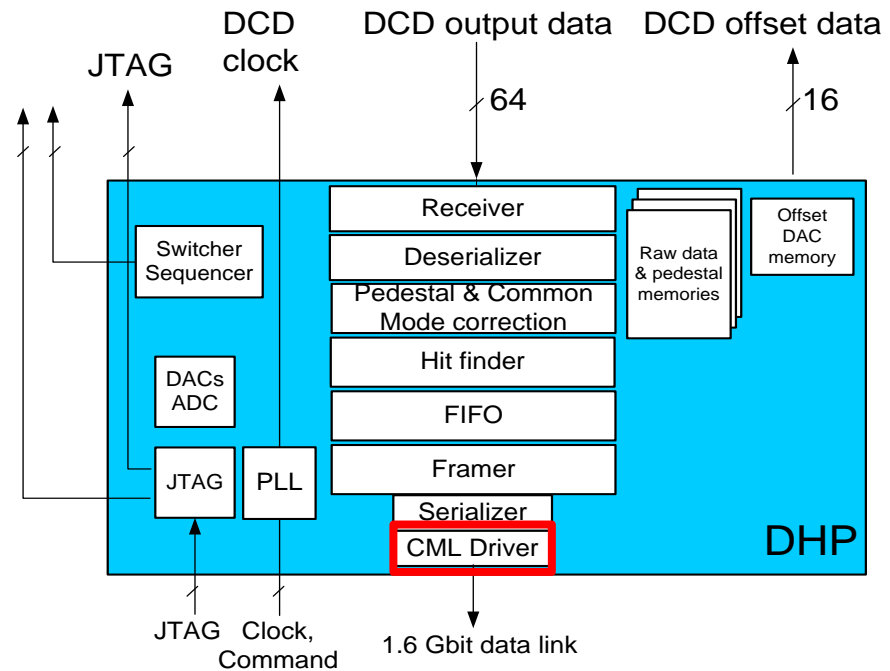 DCD
clock
DCD output data
DCD offset data
JTAG
64
16
Receiver
Deserializer
Pedestal & Common
Mode correction
Hit finder
FIFO
Framer
Serializer
CML Driver
Switcher
Sequencer
DACs
ADC
JTAG
PLL
Raw data
& pedestal
memories
Offset
DAC
memory
DHP
JTAG
Clock,
Command
1.6 Gbit data link